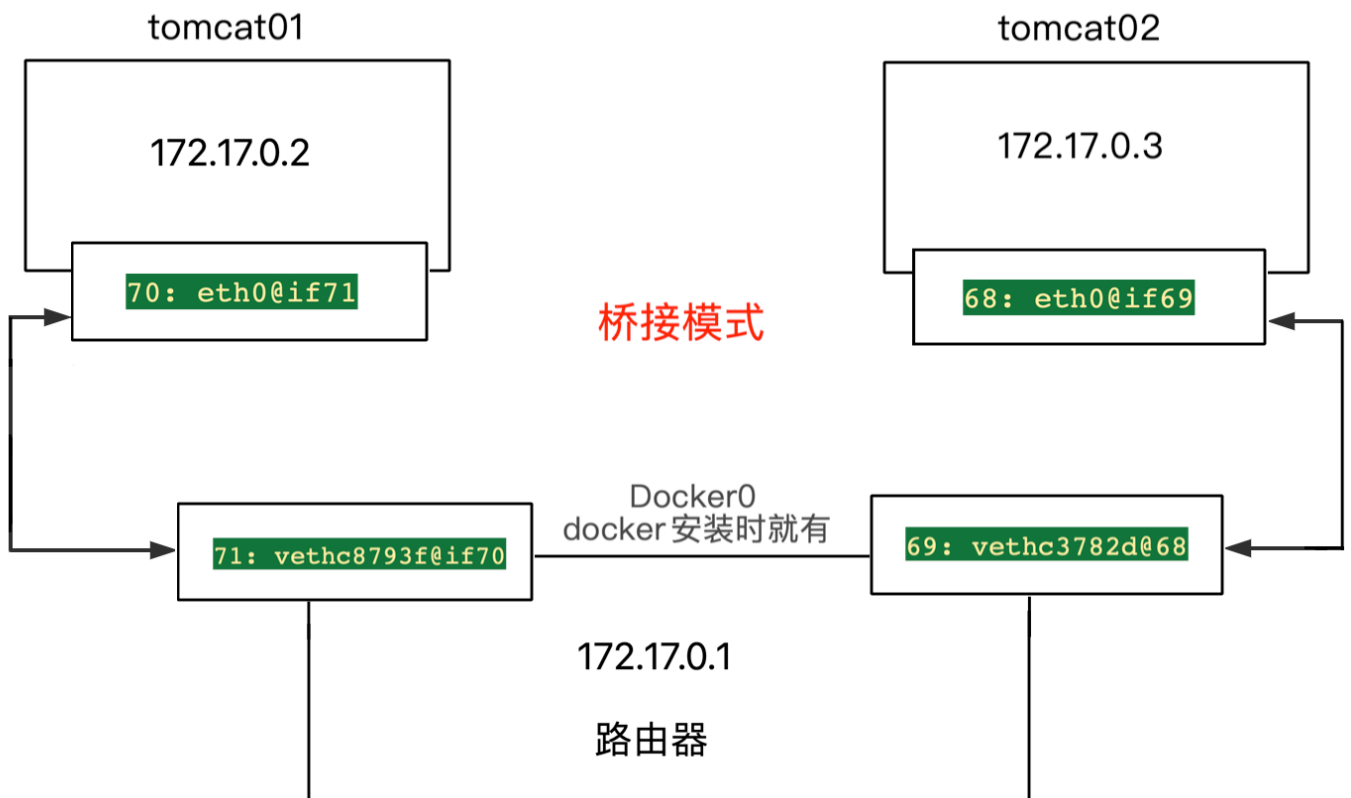 tomcat01
tomcat02
172.17.0.2
172.17.0.3
70: eth0@if71
68: eth0@if69
桥接模式
Docker0
docker安装时就有
71: vethc8793f@if70
69: vethc3782d@68
172.17.0.1
路由器